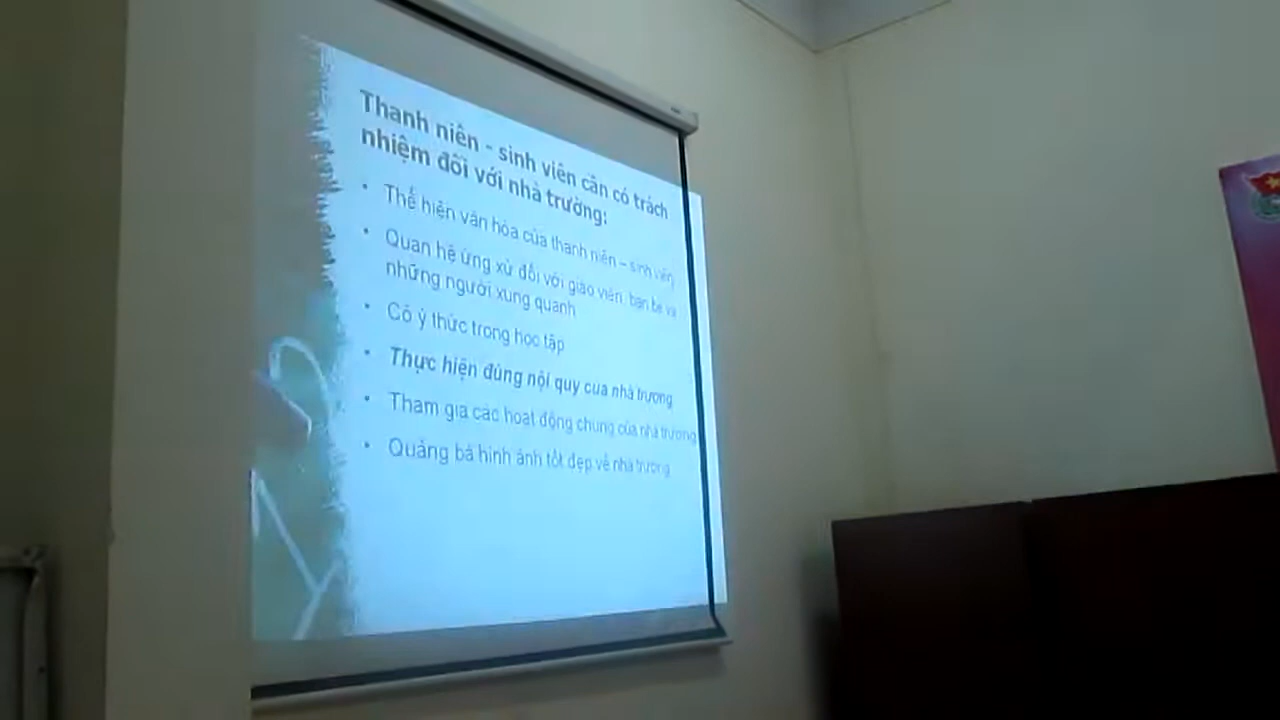 Thanh niên - sinh viên cần có trách
nhiệm đối với nhà trường:
• Thể hiện văn hóa của thanh niên – sinh viên
• Quan hệ ứng xử đối với giáo viên, bạn bè và
những người xung quanh
• Có ý thức trong học tập
• Thực hiện đúng nội quy của nhà trường
• Tham gia các hoạt động chung của nhà trường
• Quảng bá hình ảnh tốt đẹp về nhà trường